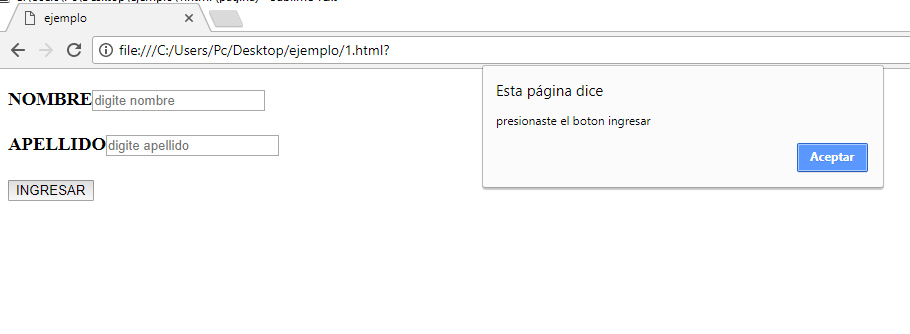 ejemplo
file:///C:/Users/Pc/Desktop/ejemplo/1.html?
NOMBRE digite nombre
APELLIDO digite apellido
INGRESAR
Esta página dice
presionaste el boton ingresar
Aceptar